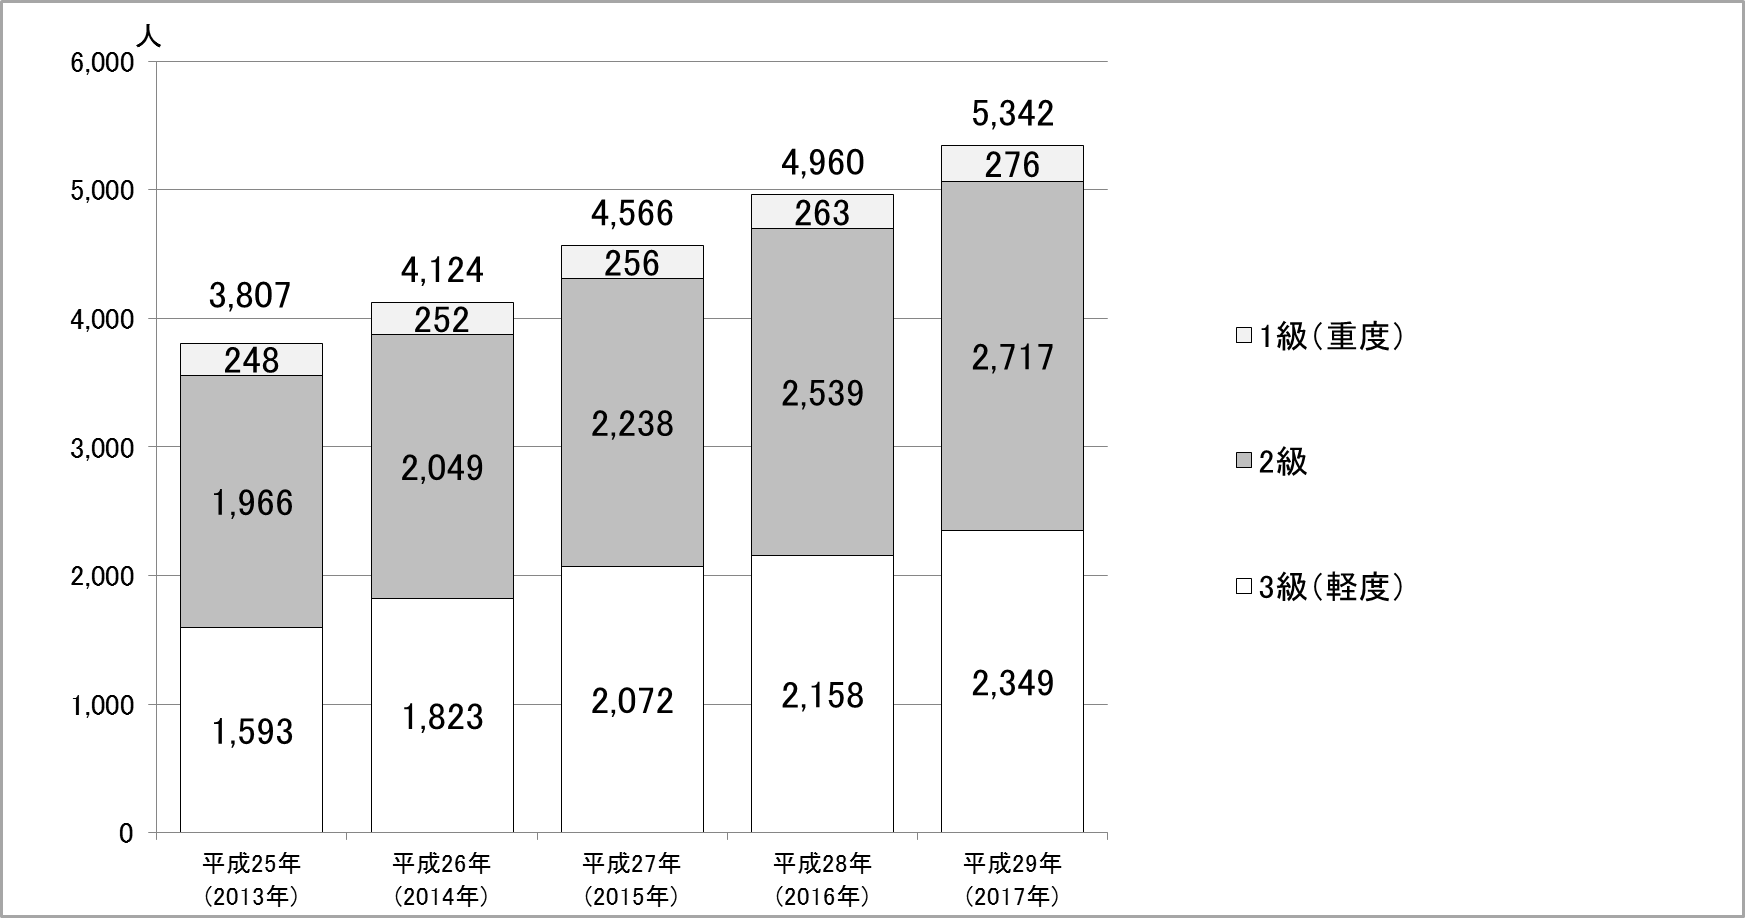 人
6,000
5,000
4,000
3,000
2,000
1,000
0
3,807
4,124
4,566
4,960
5,342
248
252
256
263
276
1,966
2,049
2,238
2,539
2,717
1,593
1,823
2,072
2,158
2,349
平成25年
(2013年)
平成26年
(2014年)
平成27年
(2015年)
平成28年
(2016年)
平成29年
(2017年)
1級(重度)
2級
3級(軽度)